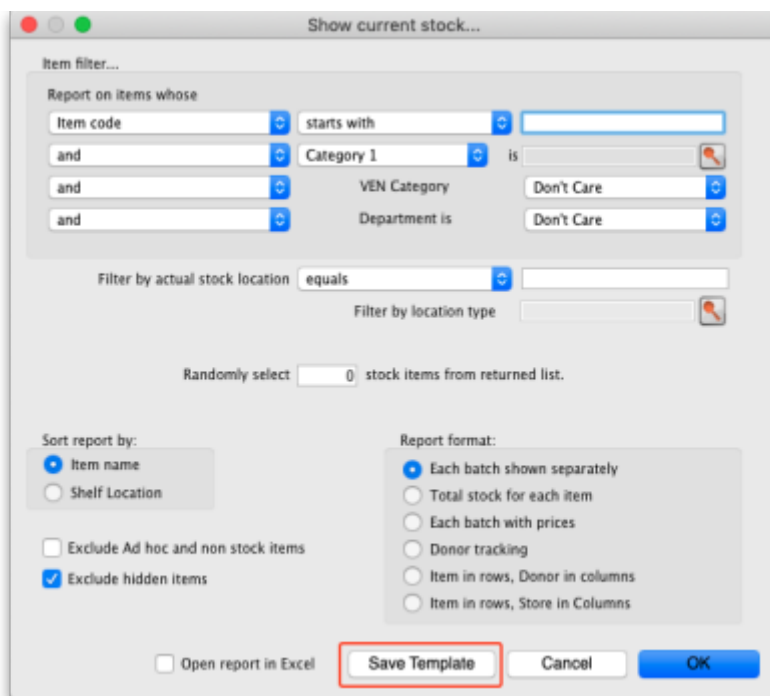 Show current stock...
Item filter...
Report on items whose
Item code starts with
and Category 1 is
and VEN Category Don't Care
and Department is Don't Care
Filter by actual stock location equals
Filter by location type
Randomly select 0 stock items from returned list.
Sort report by:
Item name
Shelf Location
Exclude Ad hoc and non stock items
Exclude hidden items
Report format:
Each batch shown separately
Total stock for each item
Each batch with prices
Donor tracking
Item in rows, Donor in columns
Item in rows, Store in Columns
Open report in Excel Save Template Cancel OK